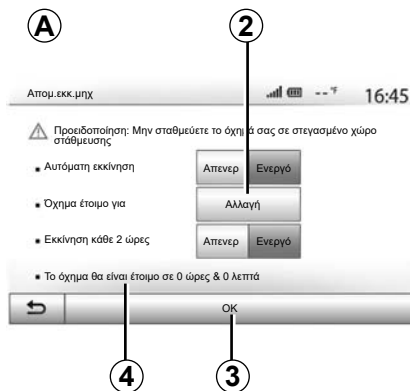 A
2
Απομ.εκκ.μηχ
-- °F
16:45
Προειδοποίηση: Μην σταθμεύετε το όχημά σας σε στεγασμένο χώρο
στάθμευσης
▪ Αυτόματη εκκίνηση Απενερ Ενεργό
▪ Όχημα έτοιμο για Αλλαγή
▪ Εκκίνηση κάθε 2 ώρες Απενερ Ενεργό
▪ Το όχημα θα είναι έτοιμο σε 0 ώρες & 0 λεπτά
OK
4
3